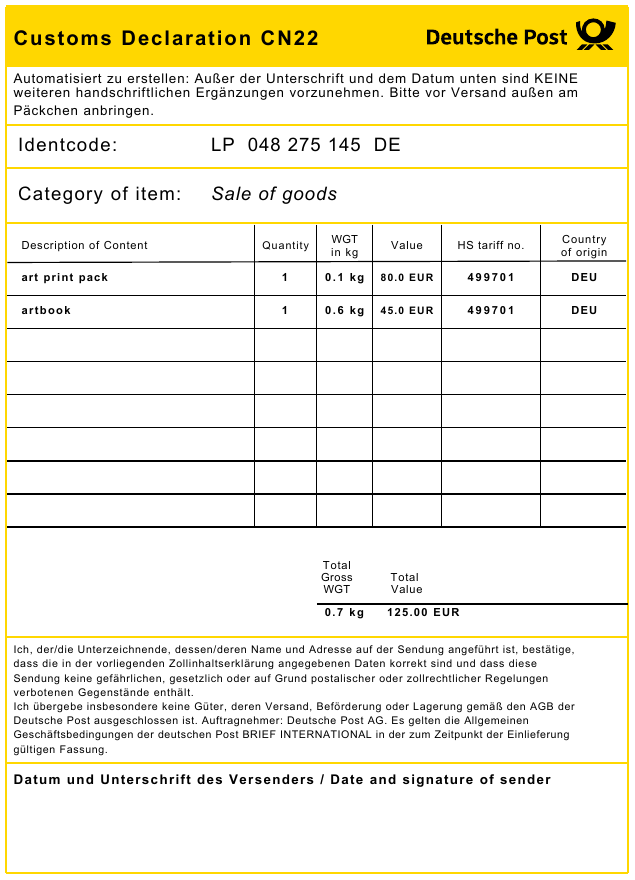 Customs Declaration CN22
Deutsche Post
Automatisiert zu erstellen: Außer der Unterschrift und dem Datum unten sind KEINE
weiteren handschriftlichen Ergänzungen vorzunehmen. Bitte vor Versand außen am
Päckchen anbringen.
Identcode: LP 048 275 145 DE
Category of item: Sale of goods
Description of Content Quantity WGT in kg Value HS tariff no. Country of origin
art print pack 1 0.1 kg 80.0 EUR 499701 DEU
artbook 1 0.6 kg 45.0 EUR 499701 DEU
Total Gross WGT Total Value
0.7 kg 125.00 EUR
Ich, der/die Unterzeichnende, dessen/deren Name und Adresse auf der Sendung angeführt ist, bestätige,
dass die in der vorliegenden Zollinhaltserklärung angegebenen Daten korrekt sind und dass diese
Sendung keine gefährlichen, gesetzlich oder auf Grund postalischer oder zollrechtlicher Regelungen
verbotenen Gegenstände enthält.
Ich übergebe insbesondere keine Güter, deren Versand, Beförderung oder Lagerung gemäß den AGB der
Deutsche Post ausgeschlossen ist. Auftragnehmer: Deutsche Post AG. Es gelten die Allgemeinen
Geschäftsbedingungen der deutschen Post BRIEF INTERNATIONAL in der zum Zeitpunkt der Einlieferung
gültigen Fassung.
Datum und Unterschrift des Versenders / Date and signature of sender